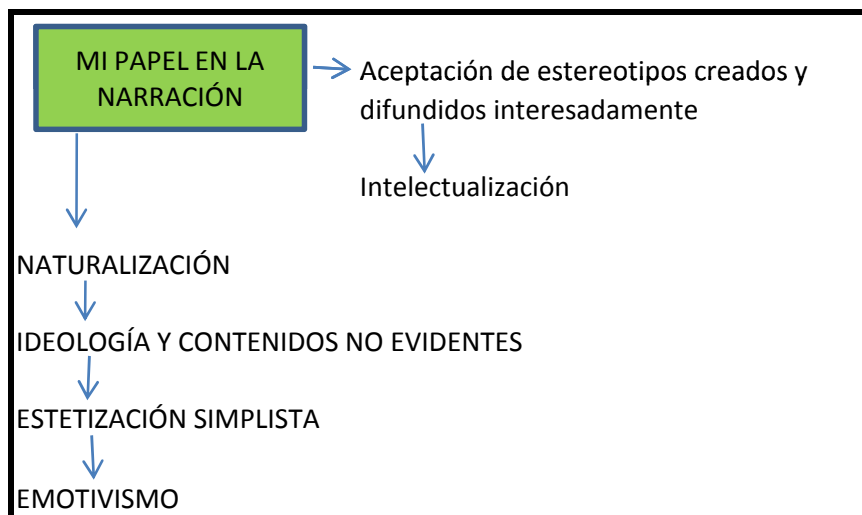 MI PAPEL EN LA
NARRACIÓN
Aceptación de estereotipos creados y
difundidos interesadamente
Intelectualización
NATURALIZACIÓN
IDEOLOGÍA Y CONTENIDOS NO EVIDENTES
ESTETIZACIÓN SIMPLISTA
EMOTIVISMO